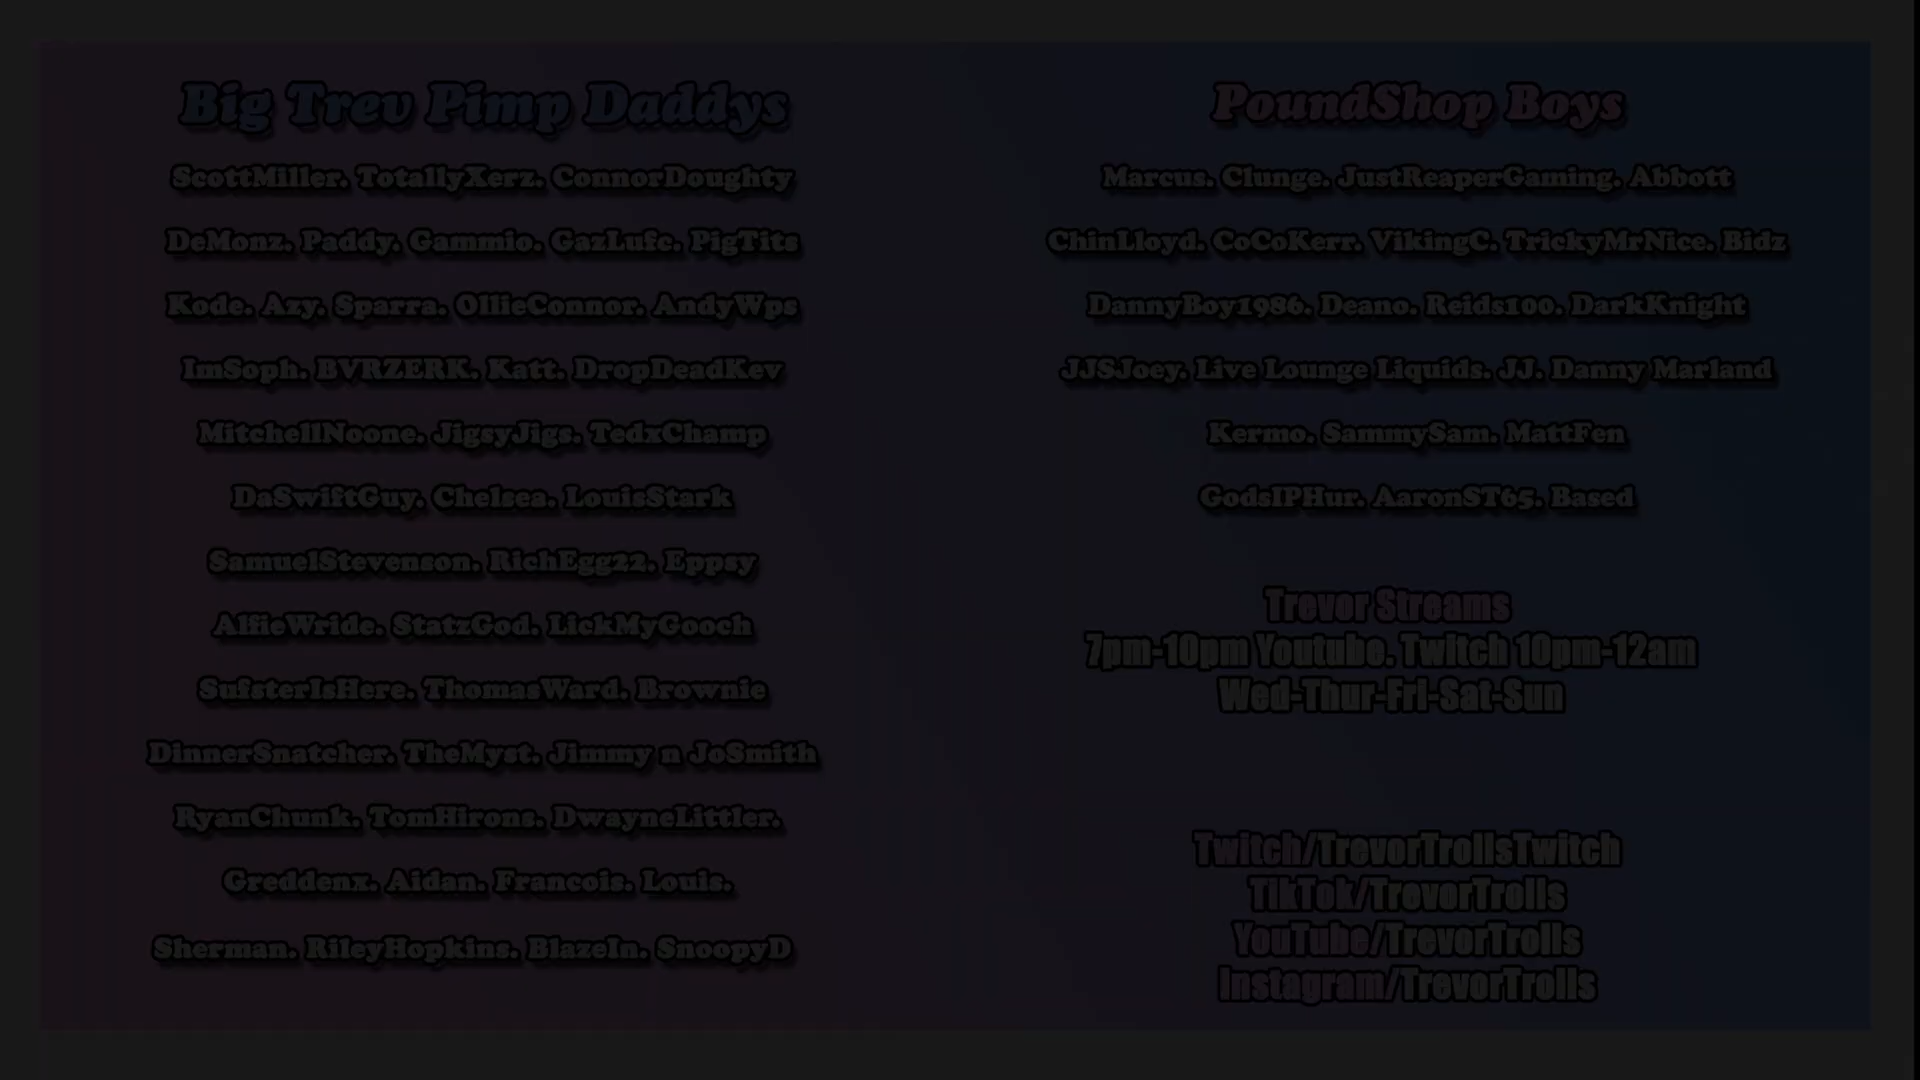 Big Trev Pimp Daddys
ScottMiller. TotallyXerz. ConnorDoughty
DeMonz. Paddy. Gammio. GazLufc. PigTits
Kode. Azy. Sparra. OllieConnor. AndyWps
ImSoph. BVRZERK. Katt. DropDeadKev
MitchellNoone. JigsyJigs. TedxChamp
DaSwiftGuy. Chelsea. LouisStark
SamuelStevenson. RichEgg22. Eppsy
AlfieWride. StatzGod. LickMyGooch
SufsterIsHere. ThomasWard. Brownie
DinnerSnatcher. TheMyst. Jimmy n JoSmith
RyanChunk. TomHirons. DwayneLittler.
Greddenx. Aidan. Francois. Louis.
Sherman. RileyHopkins. BlazeIn. SnoopyD
PoundShop Boys
Marcus. Clunge. JustReaperGaming. Abbott
ChinLloyd. CoCoKerr. VikingC. TrickyMrNice. Bidz
DannyBoy1986. Deano. Reids100. DarkKnight
JJSJoey. Live Lounge Liquids. JJ. Danny Marland
Kermo. SammySam. MattFen
GodsIPHur. AaronST65. Based
Trevor Streams
7pm-10pm Youtube. Twitch 10pm-12am
Wed-Thur-Fri-Sat-Sun
Twitch/TrevorTrollsTwitch
TikTok/TrevorTrolls
YouTube/TrevorTrolls
Instagram/TrevorTrolls